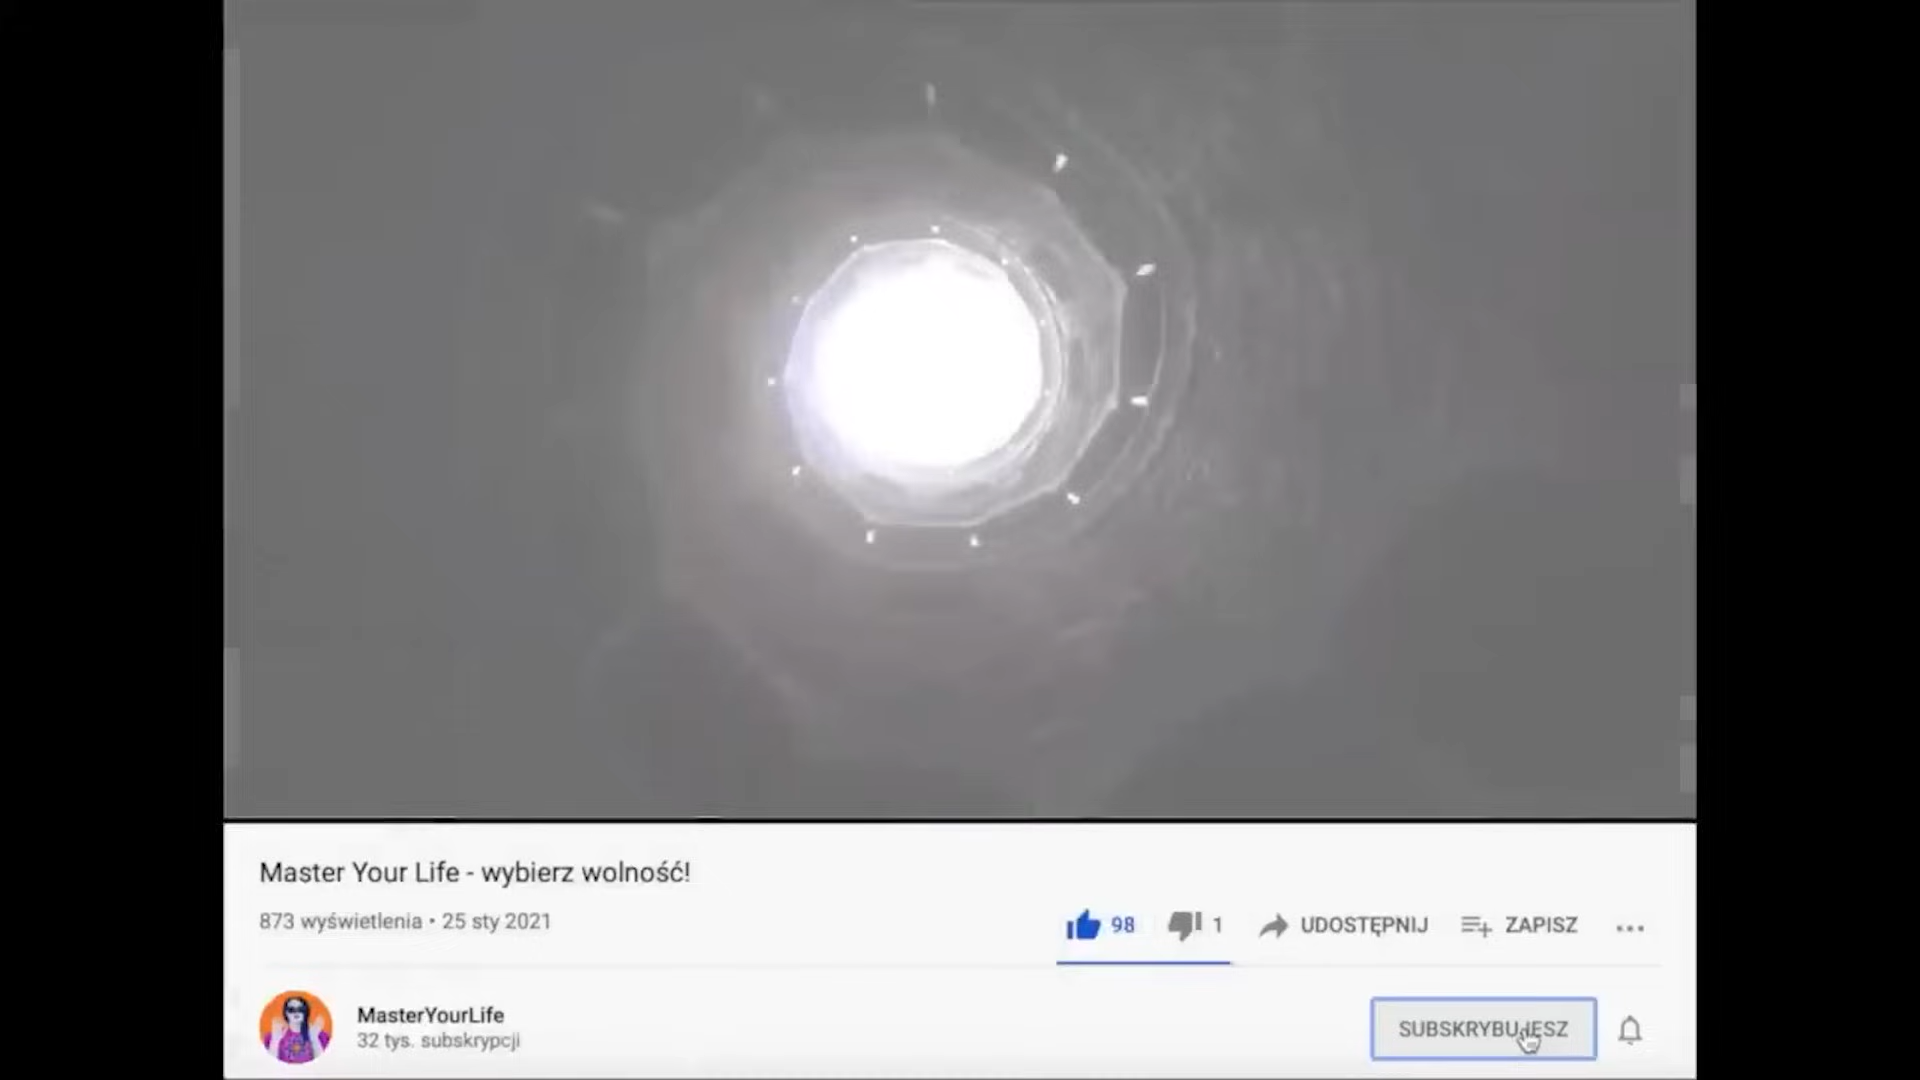 Master Your Life - wybierz wolność!
873 wyświetlenia • 25 sty 2021
98
1
UDOSTĘPNIJ
ZAPISZ
MasterYourLife
32 tys. subskrypcji
SUBSKRYBUJESZ